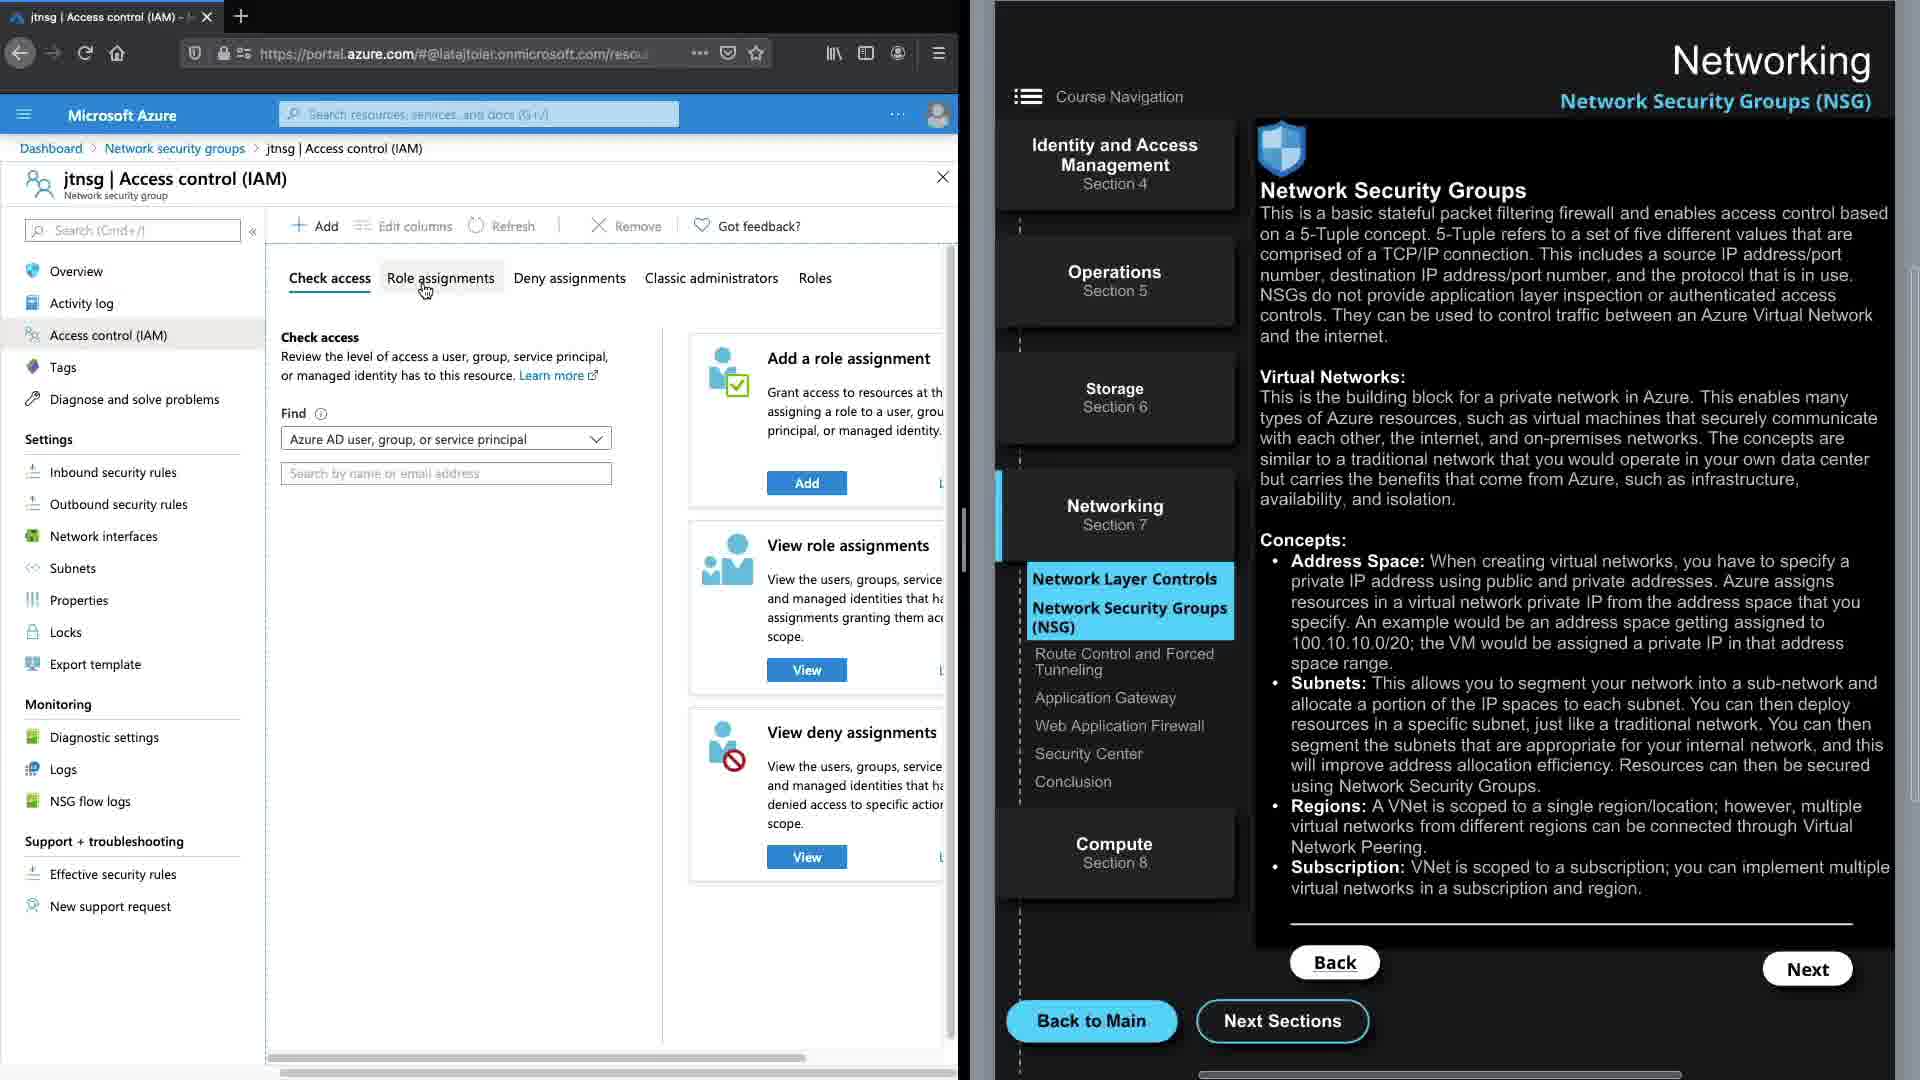 jtnsg | Access control (IAM) -
https://portal.azure.com/#@latajtoler.onmicrosoft.com/resou
Microsoft Azure
Search resources, services, and docs (G+/)
Dashboard > Network security groups > jtnsg | Access control (IAM)
jtnsg | Access control (IAM)
Network security group
Search (Cmd+/)
Overview
Activity log
Access control (IAM)
Tags
Diagnose and solve problems
Settings
Inbound security rules
Outbound security rules
Network interfaces
Subnets
Properties
Locks
Export template
Monitoring
Diagnostic settings
Logs
NSG flow logs
Support + troubleshooting
Effective security rules
New support request
Add
Edit columns
Refresh
Remove
Got feedback?
Check access
Role assignments
Deny assignments
Classic administrators
Roles
Check access
Review the level of access a user, group, service principal,
or managed identity has to this resource. Learn more
Find
Azure AD user, group, or service principal
Search by name or email address
Add a role assignment
Grant access to resources at th
assigning a role to a user, grou
principal, or managed identity.
Add
View role assignments
View the users, groups, service
and managed identities that ha
assignments granting them acc
scope.
View
View deny assignments
View the users, groups, service
and managed identities that ha
denied access to specific action
scope.
View
Networking
Network Security Groups (NSG)
Course Navigation
Identity and Access
Management
Section 4
Operations
Section 5
Storage
Section 6
Networking
Section 7
Network Layer Controls
Network Security Groups
(NSG)
Route Control and Forced
Tunneling
Application Gateway
Web Application Firewall
Security Center
Conclusion
Compute
Section 8
Network Security Groups
This is a basic stateful packet filtering firewall and enables access control based
on a 5-Tuple concept. 5-Tuple refers to a set of five different values that are
comprised of a TCP/IP connection. This includes a source IP address/port
number, destination IP address/port number, and the protocol that is in use.
NSGs do not provide application layer inspection or authenticated access
controls. They can be used to control traffic between an Azure Virtual Network
and the internet.
Virtual Networks:
This is the building block for a private network in Azure. This enables many
types of Azure resources, such as virtual machines that securely communicate
with each other, the internet, and on-premises networks. The concepts are
similar to a traditional network that you would operate in your own data center
but carries the benefits that come from Azure, such as infrastructure,
availability, and isolation.
Concepts:
• Address Space: When creating virtual networks, you have to specify a
private IP address using public and private addresses. Azure assigns
resources in a virtual network private IP from the address space that you
specify. An example would be an address space getting assigned to
100.10.10.0/20; the VM would be assigned a private IP in that address
space range.
• Subnets: This allows you to segment your network into a sub-network and
allocate a portion of the IP spaces to each subnet. You can then deploy
resources in a specific subnet, just like a traditional network. You can then
segment the subnets that are appropriate for your internal network, and this
will improve address allocation efficiency. Resources can then be secured
using Network Security Groups.
• Regions: A VNet is scoped to a single region/location; however, multiple
virtual networks from different regions can be connected through Virtual
Network Peering.
• Subscription: VNet is scoped to a subscription; you can implement multiple
virtual networks in a subscription and region.
Back
Next
Back to Main
Next Sections